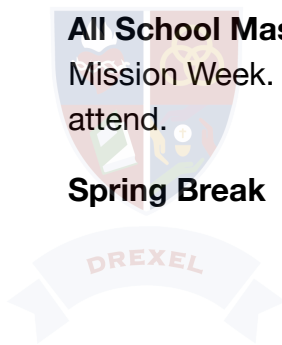 All School Mas
Mission Week.
attend.
Spring Break
DREXEL